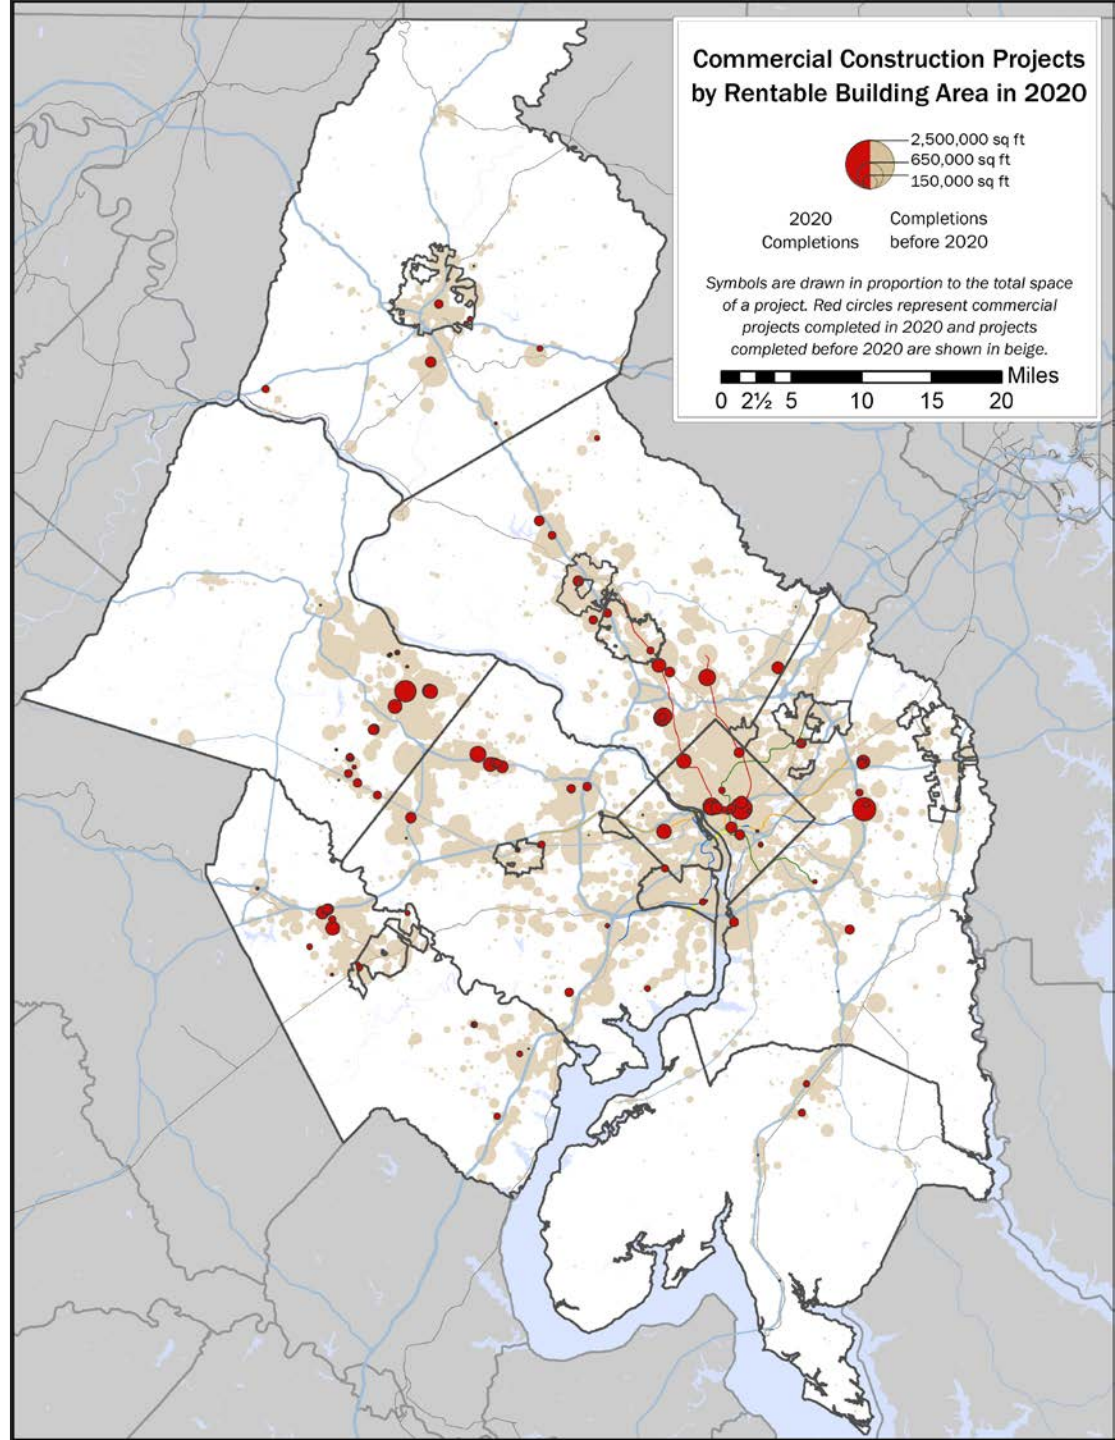 Commercial Construction Projects
by Rentable Building Area in 2020
2,500,000 sq ft
650,000 sq ft
150,000 sq ft
2020
Completions
Completions
before 2020
Symbols are drawn in proportion to the total space
of a project. Red circles represent commercial
projects completed in 2020 and projects
completed before 2020 are shown in beige.
Miles
0 2½ 5 10 15 20